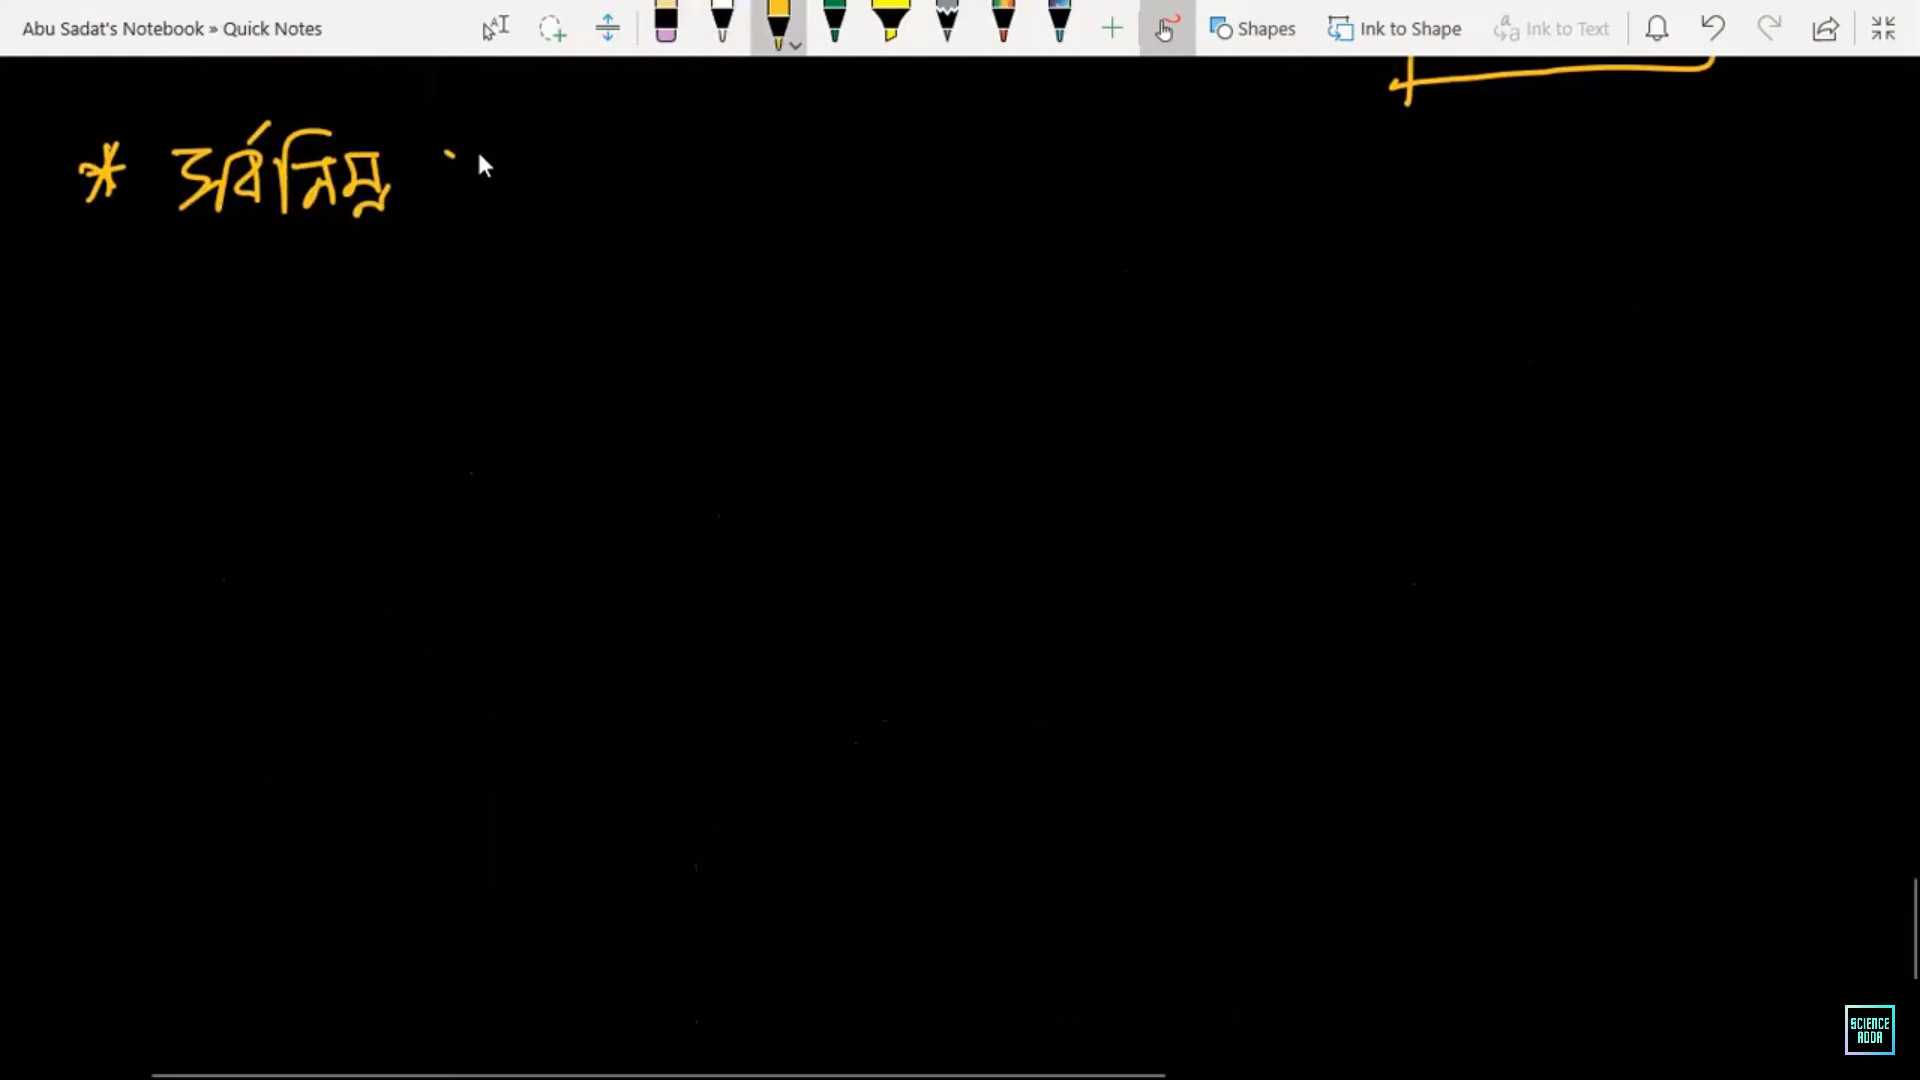 Abu Sadat's Notebook » Quick Notes Shapes Ink to Shape Ink to Text
* সর্বনিম্ন
SCIENCE
ADDA